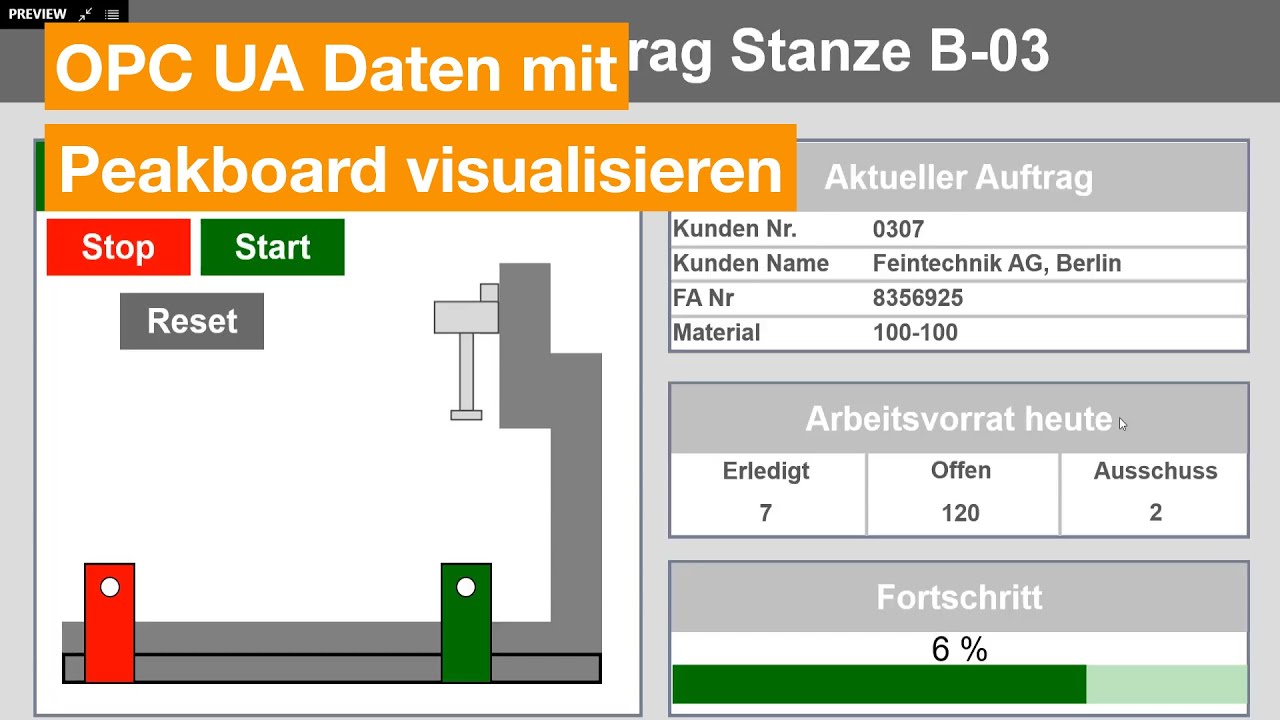 PREVIEW
OPC UA Daten mit
rag Stanze B-03
Peakboard visualisieren
Aktueller Auftrag
Stop
Start
Reset
Kunden Nr. 0307
Kunden Name Feintechnik AG, Berlin
FA Nr 8356925
Material 100-100
Arbeitsvorrat heute
Erledigt Offen Ausschuss
7 120 2
Fortschritt
6 %